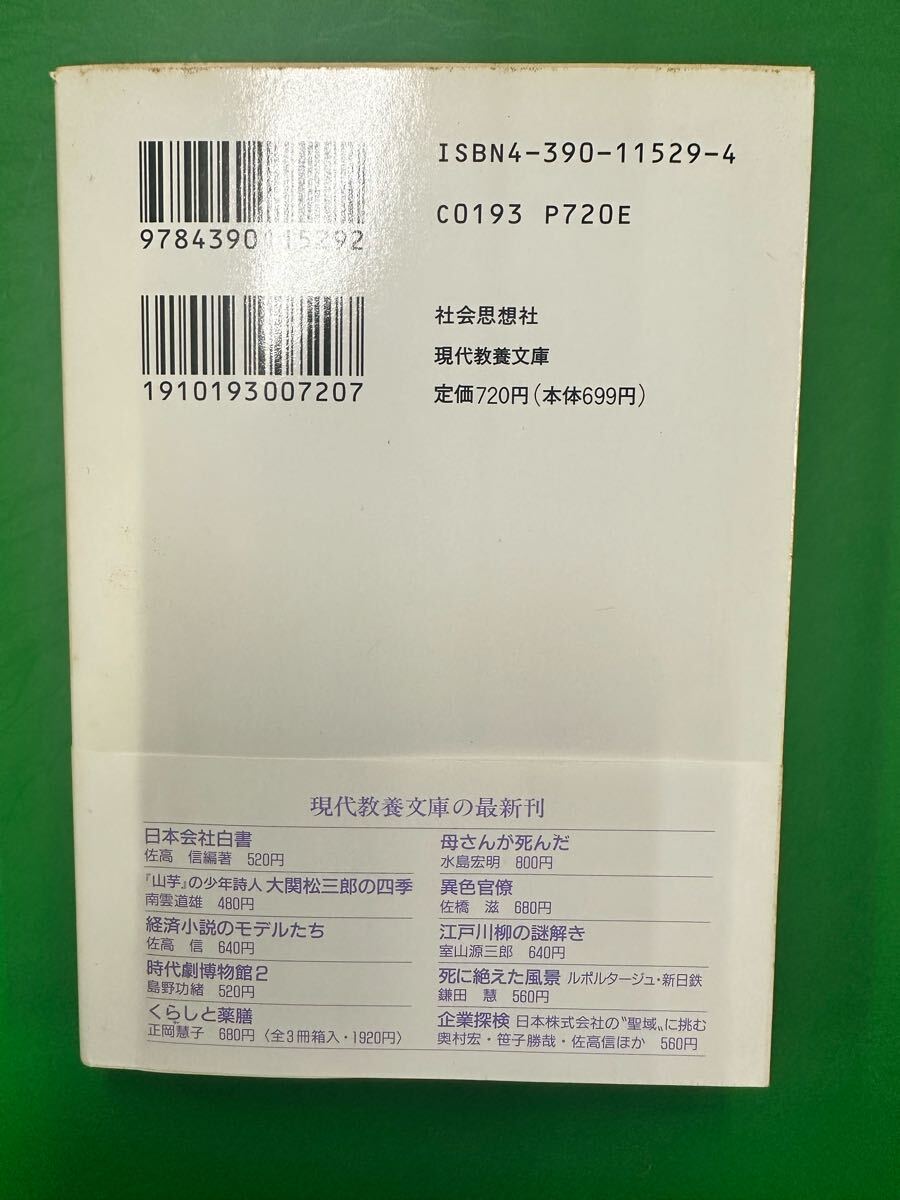 ISBN4-390-11529-4
C0193 P720E
9784390115292
社会思想社
現代教養文庫
定価720円(本体699円)
1910193007207
現代教養文庫の最新刊
日本会社白書
佐高 信編著 520円
『山芋』の少年詩人 大関松三郎の四季
南雲道雄 480円
経済小説のモデルたち
佐高 信 640円
時代劇博物館2
島野功緒 520円
くらしと薬膳
正岡慧子 680円〈全3冊箱入・1920円〉
母さんが死んだ
水島宏明 800円
異色官僚
佐橋 滋 680円
江戸川柳の謎解き
室山源三郎 640円
死に絶えた風景 ルポルタージュ・新日鉄
鎌田 慧 560円
企業探検 日本株式会社の〝聖域〟に挑む
奥村宏・笹子勝哉・佐高信ほか 560円